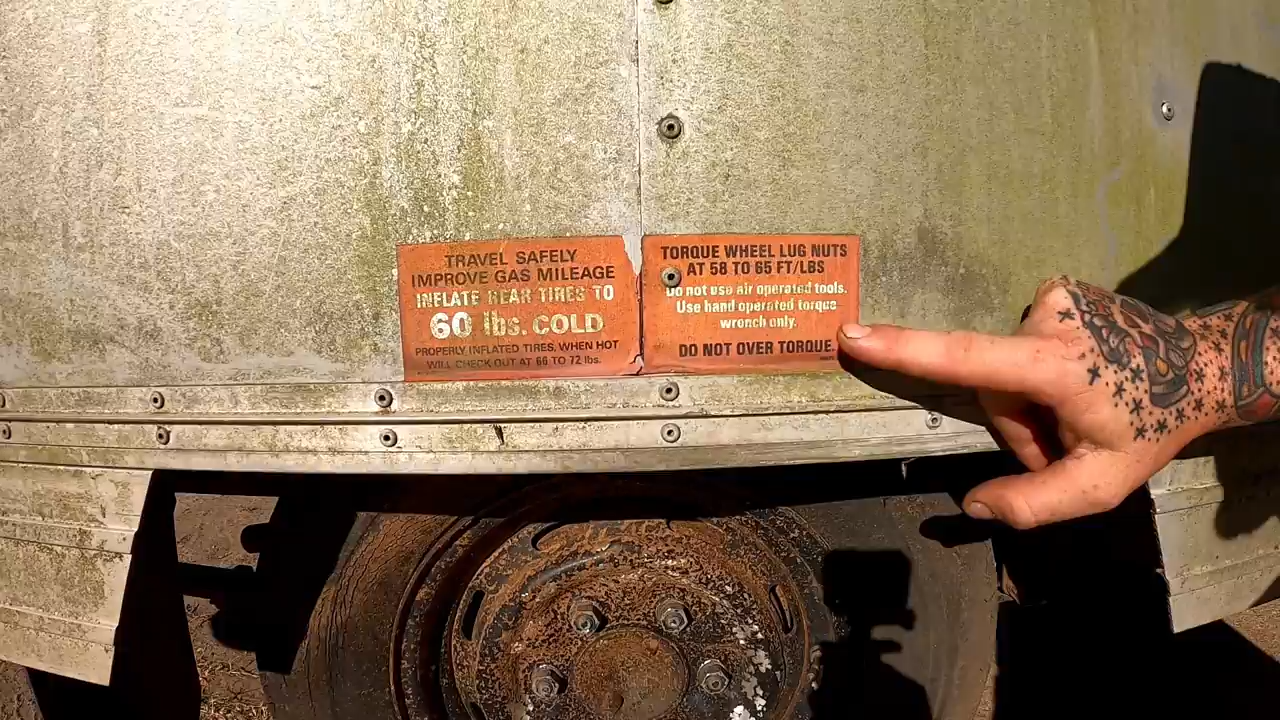 TRAVEL SAFELY
IMPROVE GAS MILEAGE
INFLATE REAR TIRES TO
60 lbs. COLD
PROPERLY INFLATED TIRES, WHEN HOT
WILL CHECK OUT AT 66 TO 72 lbs.
TORQUE WHEEL LUG NUTS
AT 58 TO 65 FT/LBS
Do not use air operated tools.
Use hand operated torque
wrench only.
DO NOT OVER TORQUE.